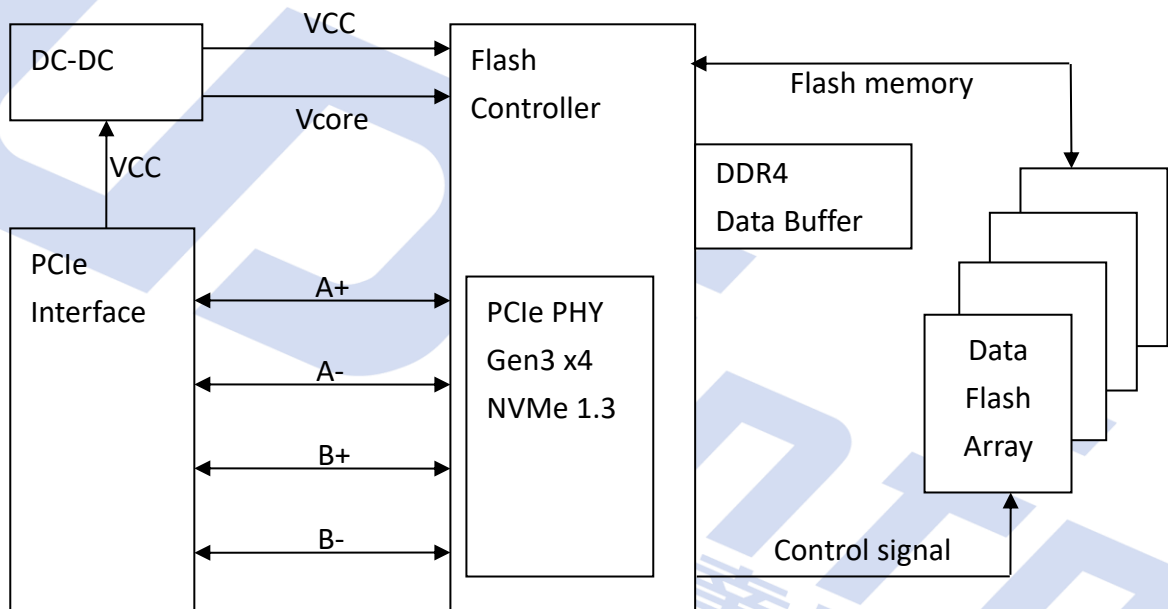 DC-DC
VCC
Vcore
VCC
Flash
Controller
Flash memory
DDR4
Data Buffer
PCIe
Interface
A+
A-
B+
B-
PCIe PHY
Gen3 x4
NVMe 1.3
Data
Flash
Array
Control signal